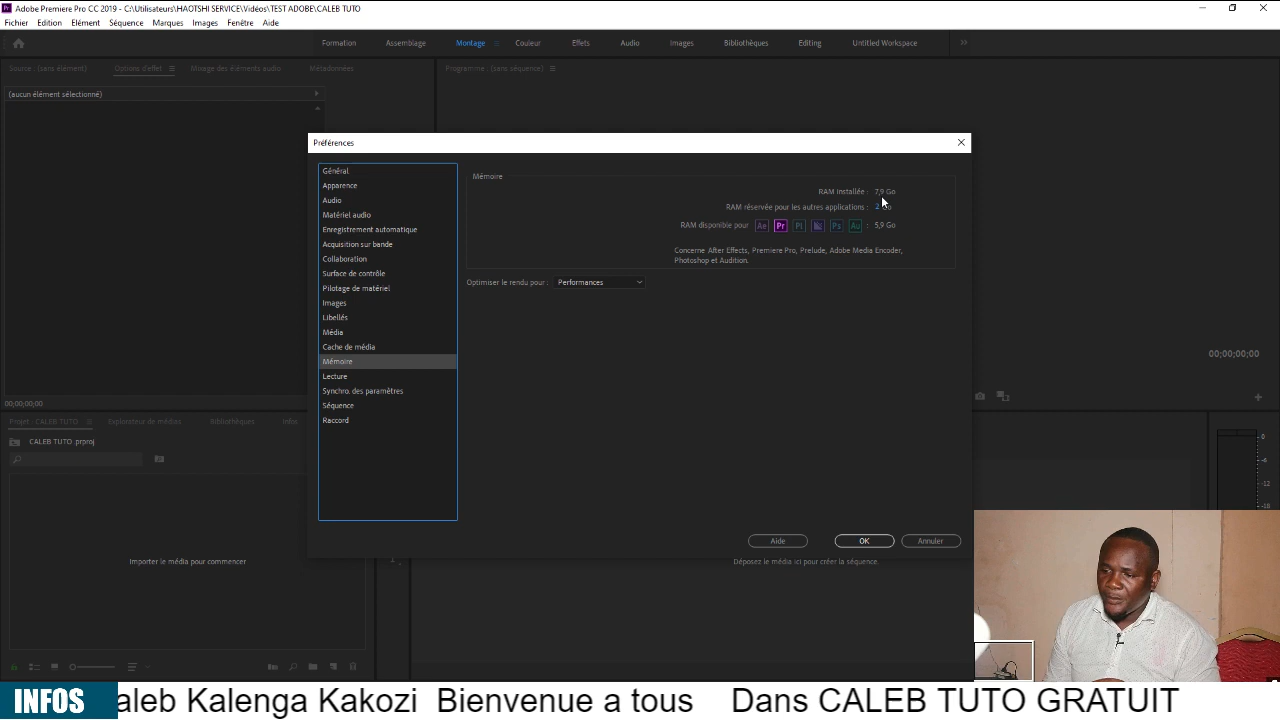 Adobe Premiere Pro CC 2019 - C:\Utilisateurs\HAOTSHI SERVICE\Vidéos\TEST ADOBE\CALEB TUTO
Fichier Edition Elément Séquence Marques Images Fenêtre Aide
Formation Assemblage Montage Couleur Effets Audio Images Bibliothèques Editing Untitled Workspace
Source : (sans élément) Options d'effet Mixage des éléments audio Métadonnées Programme : (sans séquence)
(aucun élément sélectionné)
Préférences
Général
Apparence
Audio
Matériel audio
Enregistrement automatique
Acquisition sur bande
Collaboration
Surface de contrôle
Pilotage de matériel
Images
Libellés
Média
Cache de média
Mémoire
Lecture
Synchro. des paramètres
Séquence
Raccord
Mémoire
RAM installée : 7,9 Go
RAM réservée pour les autres applications : 2
RAM disponible pour Ae Pr Pl Ps Au : 5,9 Go
Concerne After Effects, Premiere Pro, Prelude, Adobe Media Encoder,
Photoshop et Audition.
Optimiser le rendu pour : Performances
Aide OK Annuler
00;00;00;00
00;00;00;00
Projet : CALEB TUTO Explorateur de médias Bibliothèques Infos
CALEB TUTO .prproj
Importer le média pour commencer
Déposez le média ici pour créer la séquence.
0
-6
-12
-18
INFOS
aleb Kalenga Kakozi Bienvenue a tous Dans CALEB TUTO GRATUIT